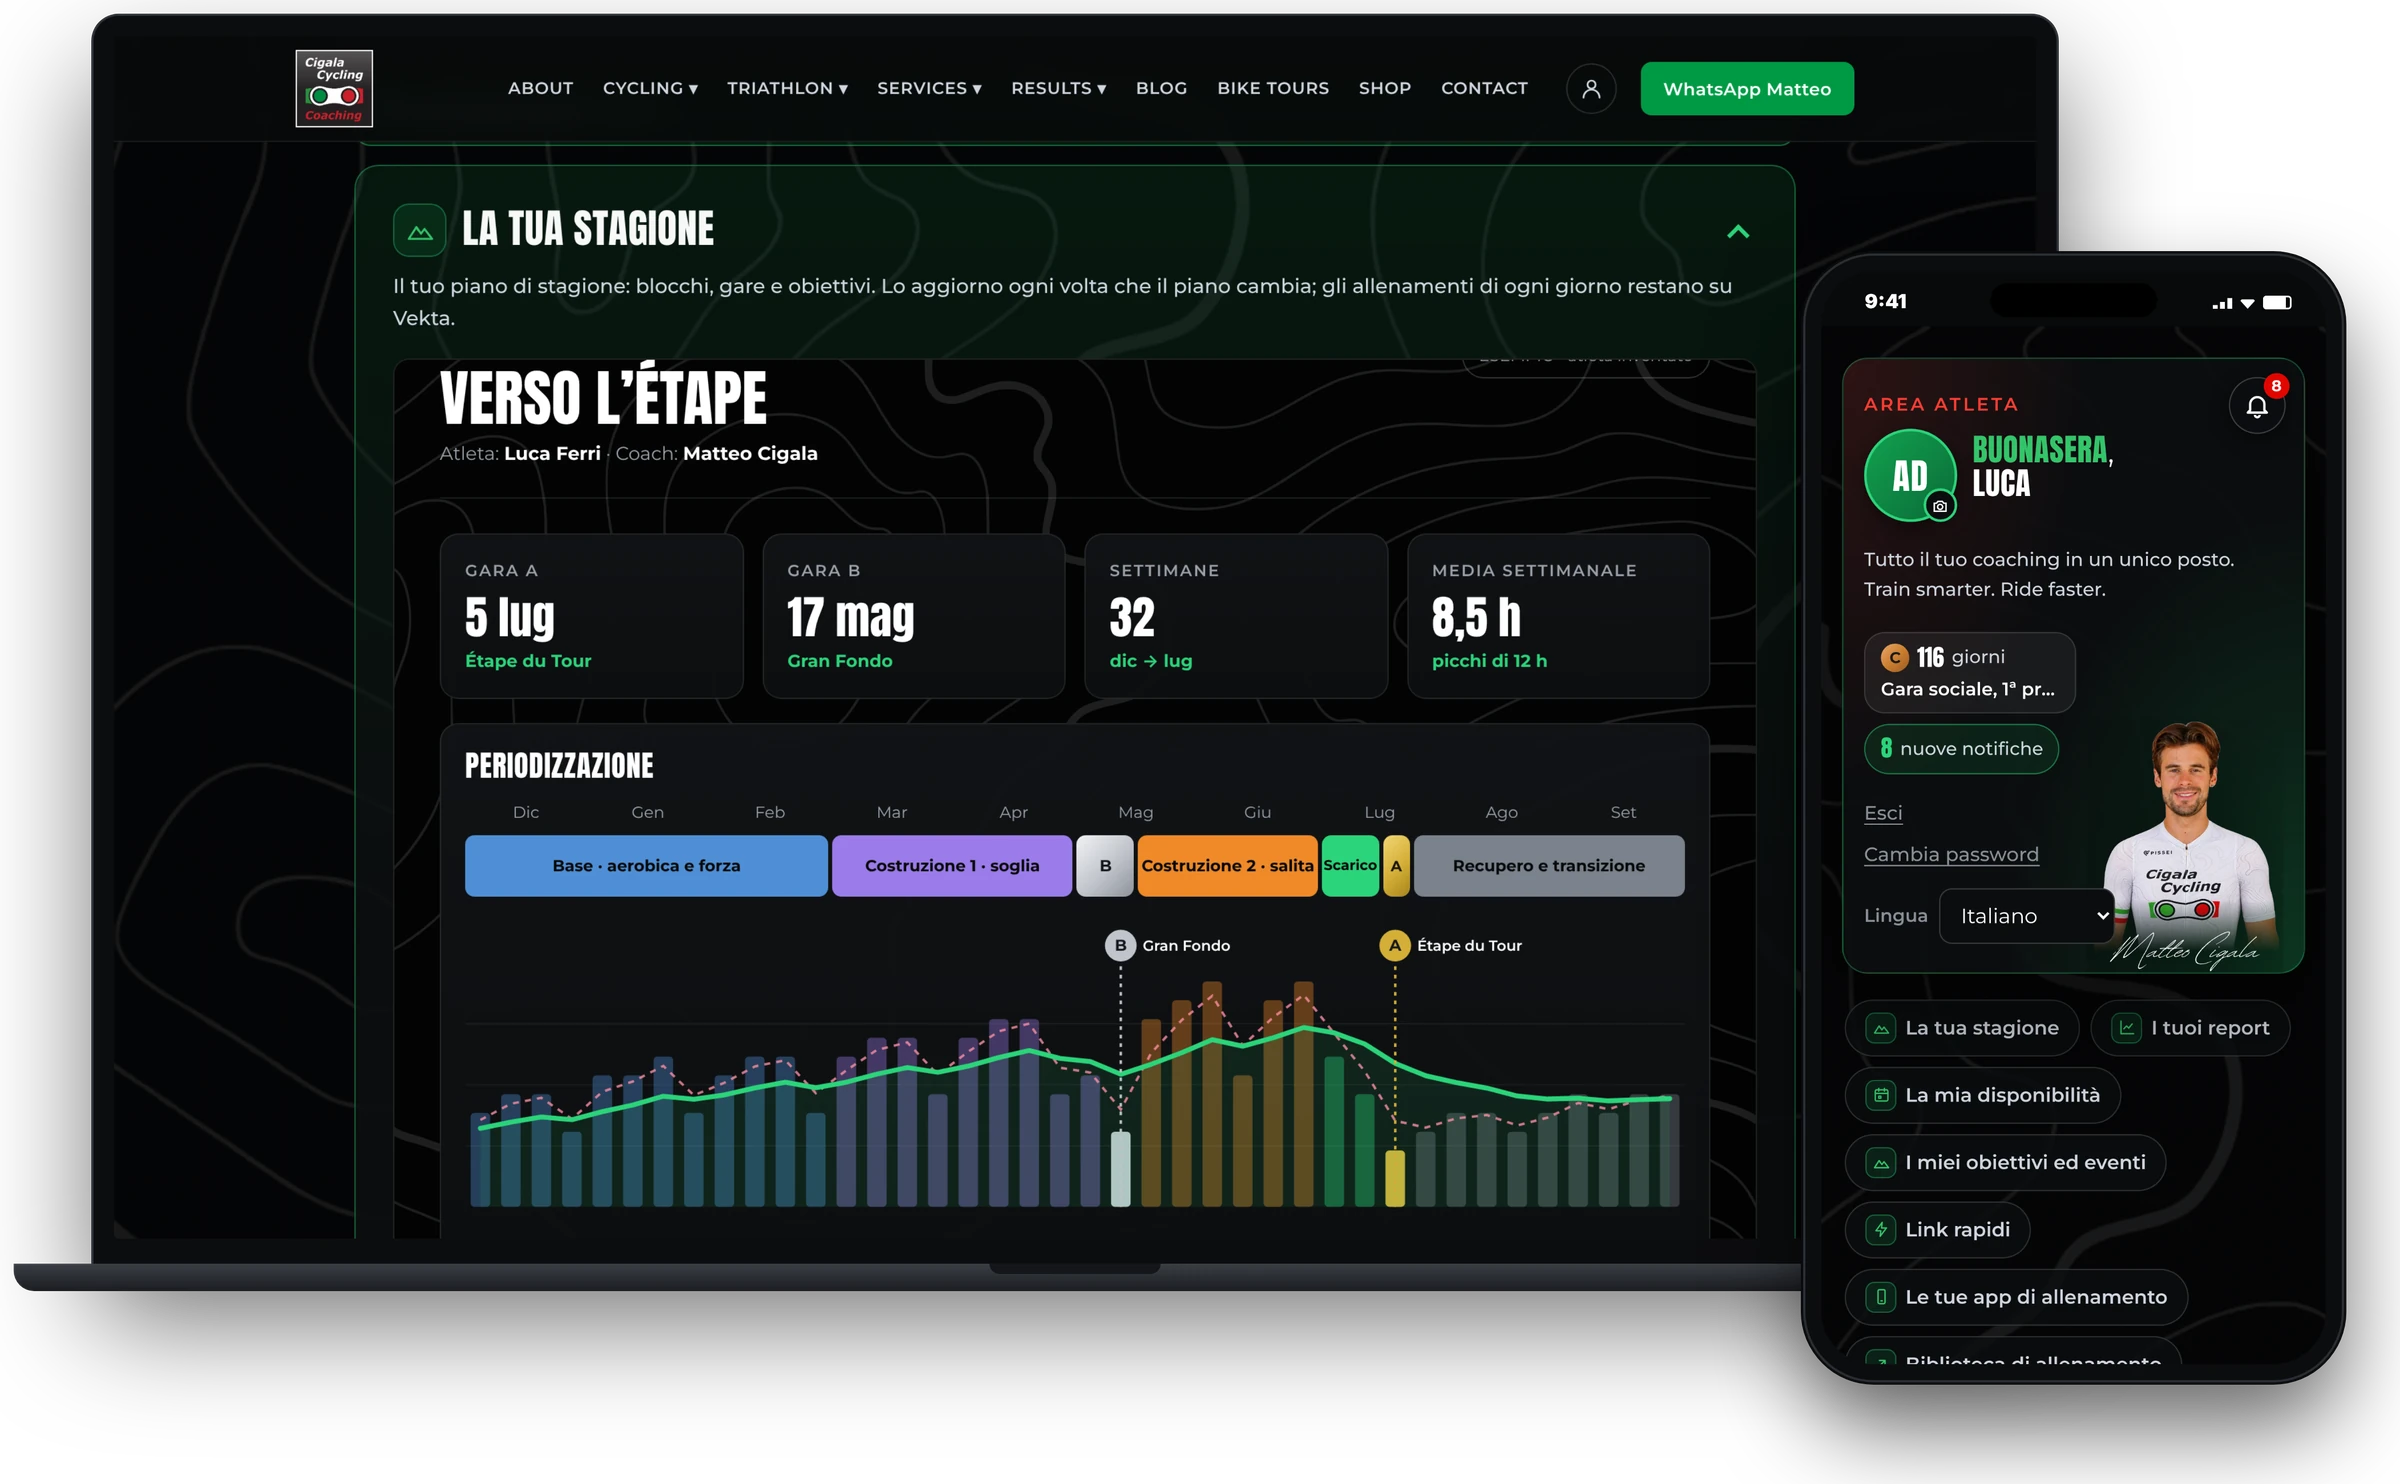 Cigala
Cycling
Coaching
ABOUT CYCLING ▾ TRIATHLON ▾ SERVICES ▾ RESULTS ▾ BLOG BIKE TOURS SHOP CONTACT WhatsApp Matteo
LA TUA STAGIONE
Il tuo piano di stagione: blocchi, gare e obiettivi. Lo aggiorno ogni volta che il piano cambia; gli allenamenti di ogni giorno restano su
Vekta.
VERSO L’ÉTAPE
Atleta: Luca Ferri · Coach: Matteo Cigala
GARA A
5 lug
Étape du Tour
GARA B
17 mag
Gran Fondo
SETTIMANE
32
dic → lug
MEDIA SETTIMANALE
8,5 h
picchi di 12 h
PERIODIZZAZIONE
Dic Gen Feb Mar Apr Mag Giu Lug Ago Set
Base · aerobica e forza Costruzione 1 · soglia B Costruzione 2 · salita Scarico A Recupero e transizione
B Gran Fondo A Étape du Tour
9:41
AREA ATLETA
8
AD
BUONASERA,
LUCA
Tutto il tuo coaching in un unico posto.
Train smarter. Ride faster.
C 116 giorni
Gara sociale, 1ª pr...
8 nuove notifiche
Esci
Cambia password
Lingua Italiano
PISSEI
Cigala
Cycling
Matteo Cigala
La tua stagione I tuoi report
La mia disponibilità
I miei obiettivi ed eventi
Link rapidi
Le tue app di allenamento
Biblioteca di allenamento